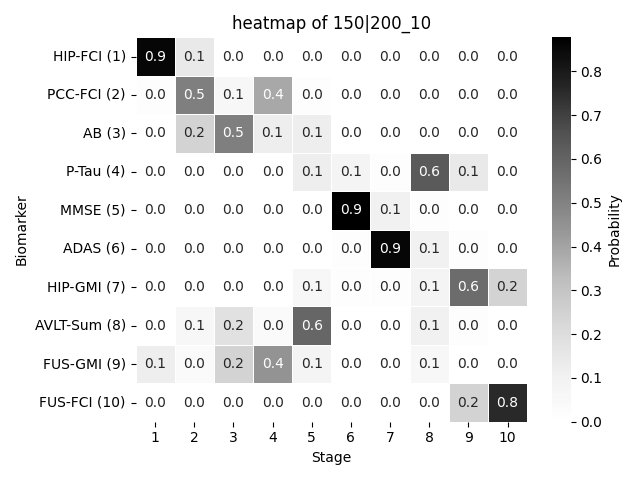 heatmap of 150|200_10
HIP-FCI (1) 0.9 0.1 0.0 0.0 0.0 0.0 0.0 0.0 0.0 0.0
PCC-FCI (2) 0.0 0.5 0.1 0.4 0.0 0.0 0.0 0.0 0.0 0.0
AB (3) 0.0 0.2 0.5 0.1 0.1 0.0 0.0 0.0 0.0 0.0
P-Tau (4) 0.0 0.0 0.0 0.0 0.1 0.1 0.0 0.6 0.1 0.0
MMSE (5) 0.0 0.0 0.0 0.0 0.0 0.9 0.1 0.0 0.0 0.0
ADAS (6) 0.0 0.0 0.0 0.0 0.0 0.0 0.9 0.1 0.0 0.0
HIP-GMI (7) 0.0 0.0 0.0 0.0 0.1 0.0 0.0 0.1 0.6 0.2
AVLT-Sum (8) 0.0 0.1 0.2 0.0 0.6 0.0 0.0 0.1 0.0 0.0
FUS-GMI (9) 0.1 0.0 0.2 0.4 0.1 0.0 0.0 0.1 0.0 0.0
FUS-FCI (10) 0.0 0.0 0.0 0.0 0.0 0.0 0.0 0.0 0.2 0.8
1 2 3 4 5 6 7 8 9 10
Stage
Biomarker
0.8
0.7
0.6
0.5
0.4
0.3
0.2
0.1
0.0
Probability